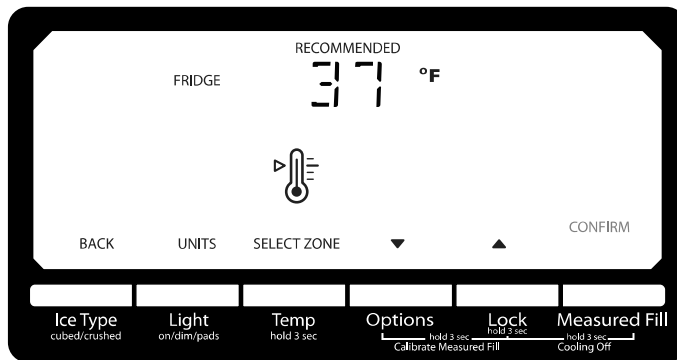 RECOMMENDED
FRIDGE 37 °F
BACK UNITS SELECT ZONE CONFIRM
Ice Type Light Temp Options Lock Measured Fill
cubed/crushed on/dim/pads hold 3 sec hold 3 sec hold 3 sec hold 3 sec
Calibrate Measured Fill Cooling Off